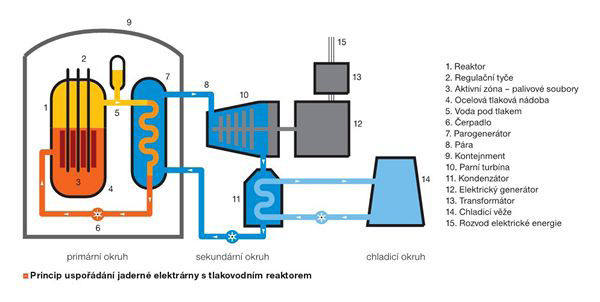 9
15
2
7
8
10
13
1
5
12
3
4
11
14
6
1. Reaktor
2. Regulační tyče
3. Aktivní zóna – palivové soubory
4. Ocelová tlaková nádoba
5. Voda pod tlakem
6. Čerpadlo
7. Parogenerátor
8. Pára
9. Kontejnment
10. Parní turbína
11. Kondenzátor
12. Elektrický generátor
13. Transformátor
14. Chladicí věže
15. Rozvod elektrické energie
primární okruh
sekundární okruh
chladicí okruh
Princip uspořádání jaderné elektrárny s tlakovodním reaktorem